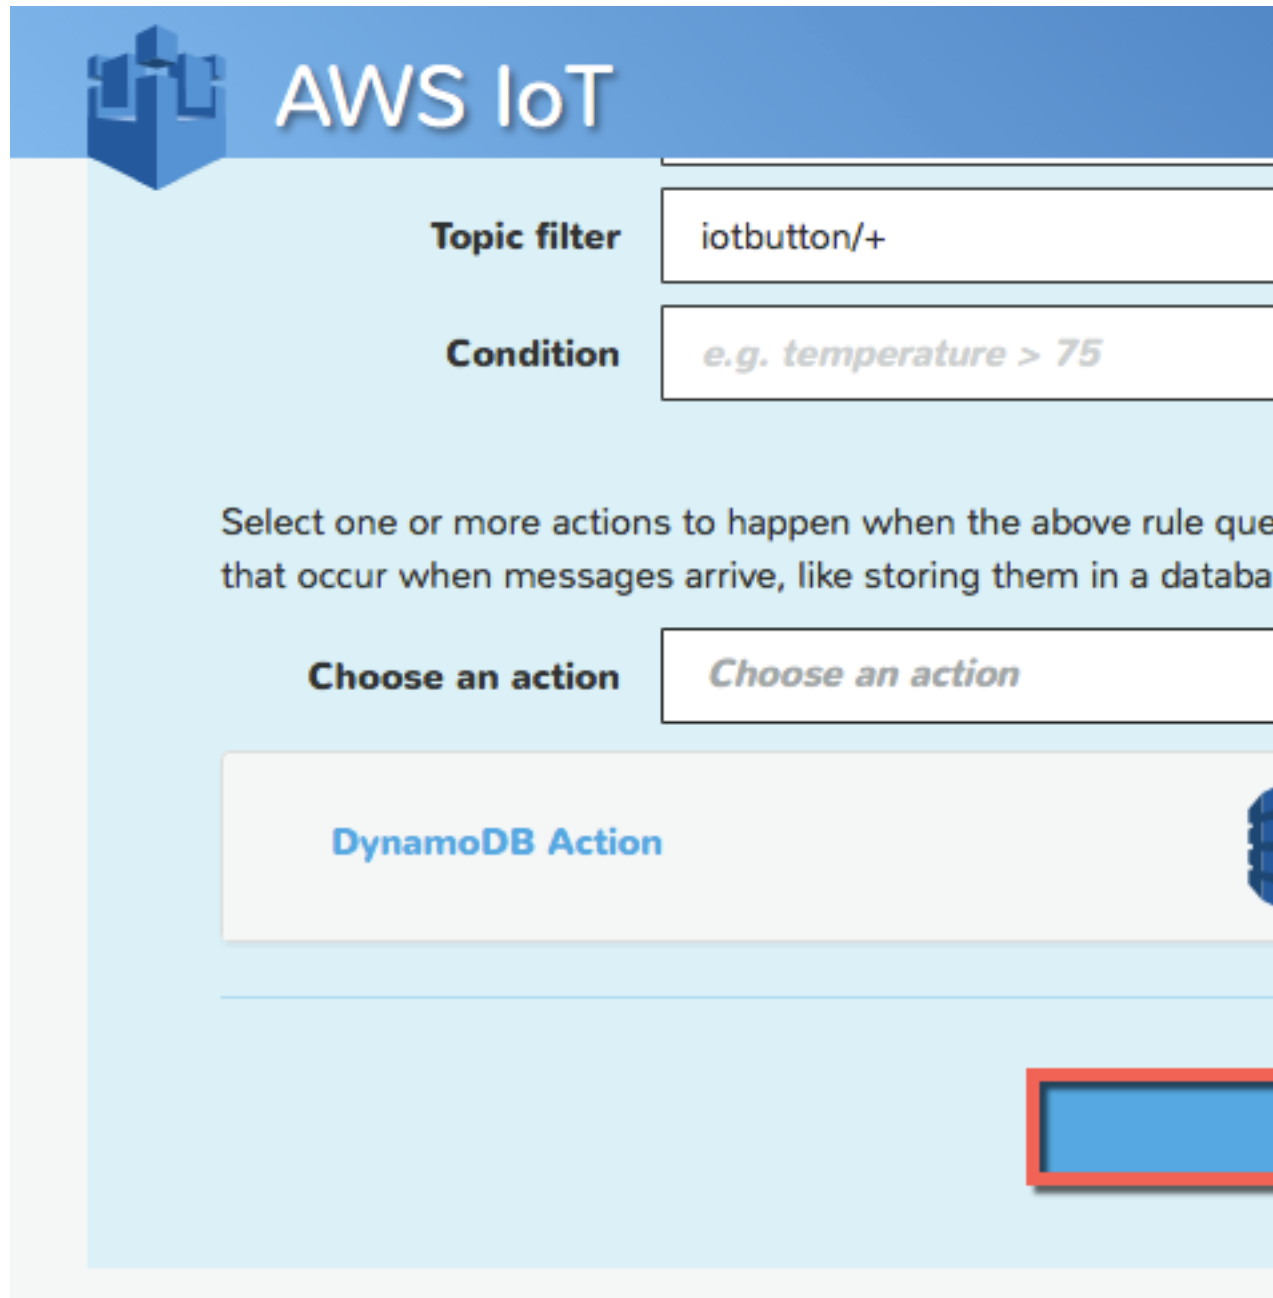 AWS IoT
Topic filter
iotbutton/+
Condition
e.g. temperature > 75
Select one or more actions to happen when the above rule que
that occur when messages arrive, like storing them in a databa
Choose an action
Choose an action
DynamoDB Action